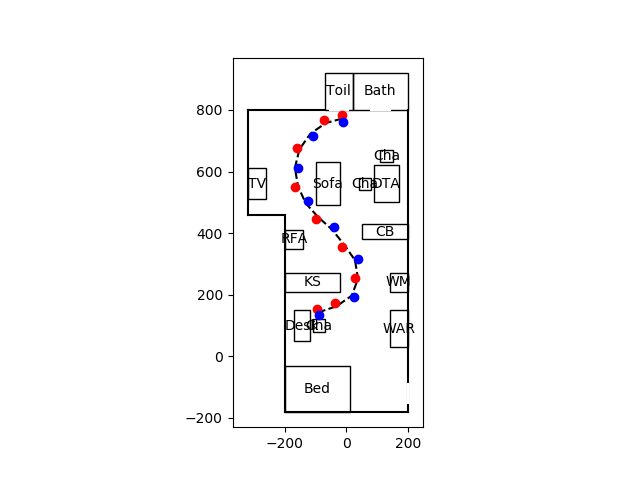 Toil Bath
800
Cha
600
TV Sofa Cha DTA
400
RFA CB
KS WM
200
Desk Cha WAR
0
Bed
−200
−200 0 200